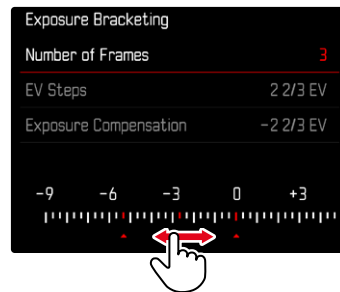 Exposure Bracketing
Number of Frames 3
EV Steps 2 2/3 EV
Exposure Compensation -2 2/3 EV
-9 -6 -3 0 +3